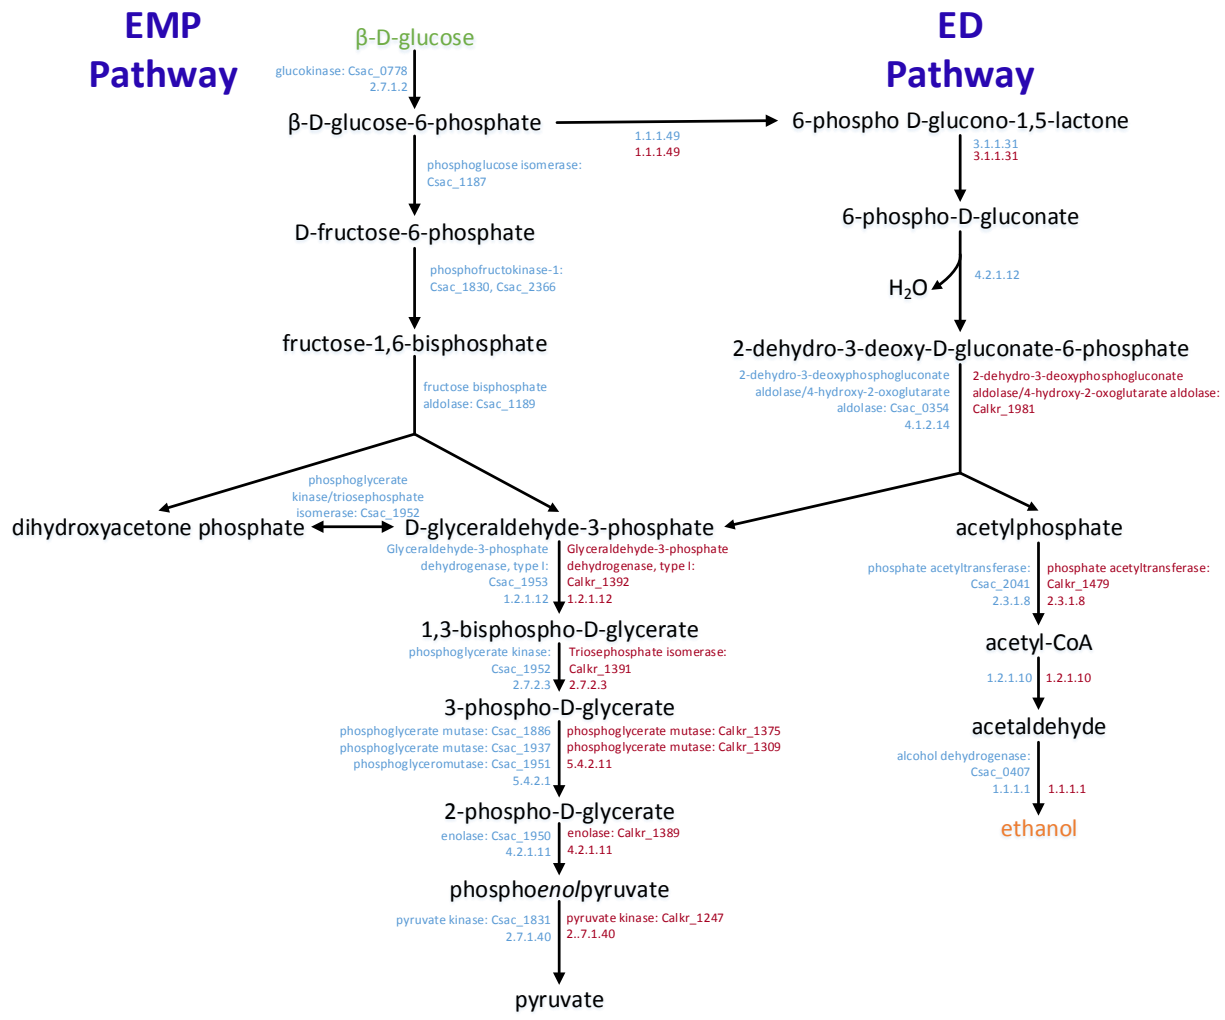 EMP
Pathway
ED
Pathway
β-D-glucose
glucokinase: Csac_0778
2.7.1.2
β-D-glucose-6-phosphate
1.1.1.49
1.1.1.49
6-phospho D-glucono-1,5-lactone
3.1.1.31
3.1.1.31
phosphoglucose isomerase:
Csac_1187
6-phospho-D-gluconate
D-fructose-6-phosphate
4.2.1.12
H₂O
phosphofructokinase-1:
Csac_1830, Csac_2366
fructose-1,6-bisphosphate
2-dehydro-3-deoxy-D-gluconate-6-phosphate
fructose bisphosphate
aldolase: Csac_1189
2-dehydro-3-deoxyphosphogluconate
aldolase/4-hydroxy-2-oxoglutarate
aldolase: Csac_0354
4.1.2.14
2-dehydro-3-deoxyphosphogluconate
aldolase/4-hydroxy-2-oxoglutarate aldolase:
Calkr_1981
phosphoglycerate
kinase/triosephosphate
isomerase: Csac_1952
dihydroxyacetone phosphate
D-glyceraldehyde-3-phosphate
acetylphosphate
Glyceraldehyde-3-phosphate
dehydrogenase, type I:
Csac_1953
1.2.1.12
Glyceraldehyde-3-phosphate
dehydrogenase, type I:
Calkr_1392
1.2.1.12
phosphate acetyltransferase:
Csac_2041
2.3.1.8
phosphate acetyltransferase:
Calkr_1479
2.3.1.8
1,3-bisphospho-D-glycerate
acetyl-CoA
phosphoglycerate kinase:
Csac_1952
2.7.2.3
Triosephosphate isomerase:
Calkr_1391
2.7.2.3
1.2.1.10
1.2.1.10
3-phospho-D-glycerate
acetaldehyde
phosphoglycerate mutase: Csac_1886
phosphoglycerate mutase: Csac_1937
phosphoglyceromutase: Csac_1951
5.4.2.1
phosphoglycerate mutase: Calkr_1375
phosphoglycerate mutase: Calkr_1309
5.4.2.11
alcohol dehydrogenase:
Csac_0407
1.1.1.1
1.1.1.1
2-phospho-D-glycerate
ethanol
enolase: Csac_1950
4.2.1.11
enolase: Calkr_1389
4.2.1.11
phosphoenolpyruvate
pyruvate kinase: Csac_1831
2.7.1.40
pyruvate kinase: Calkr_1247
2..7.1.40
pyruvate